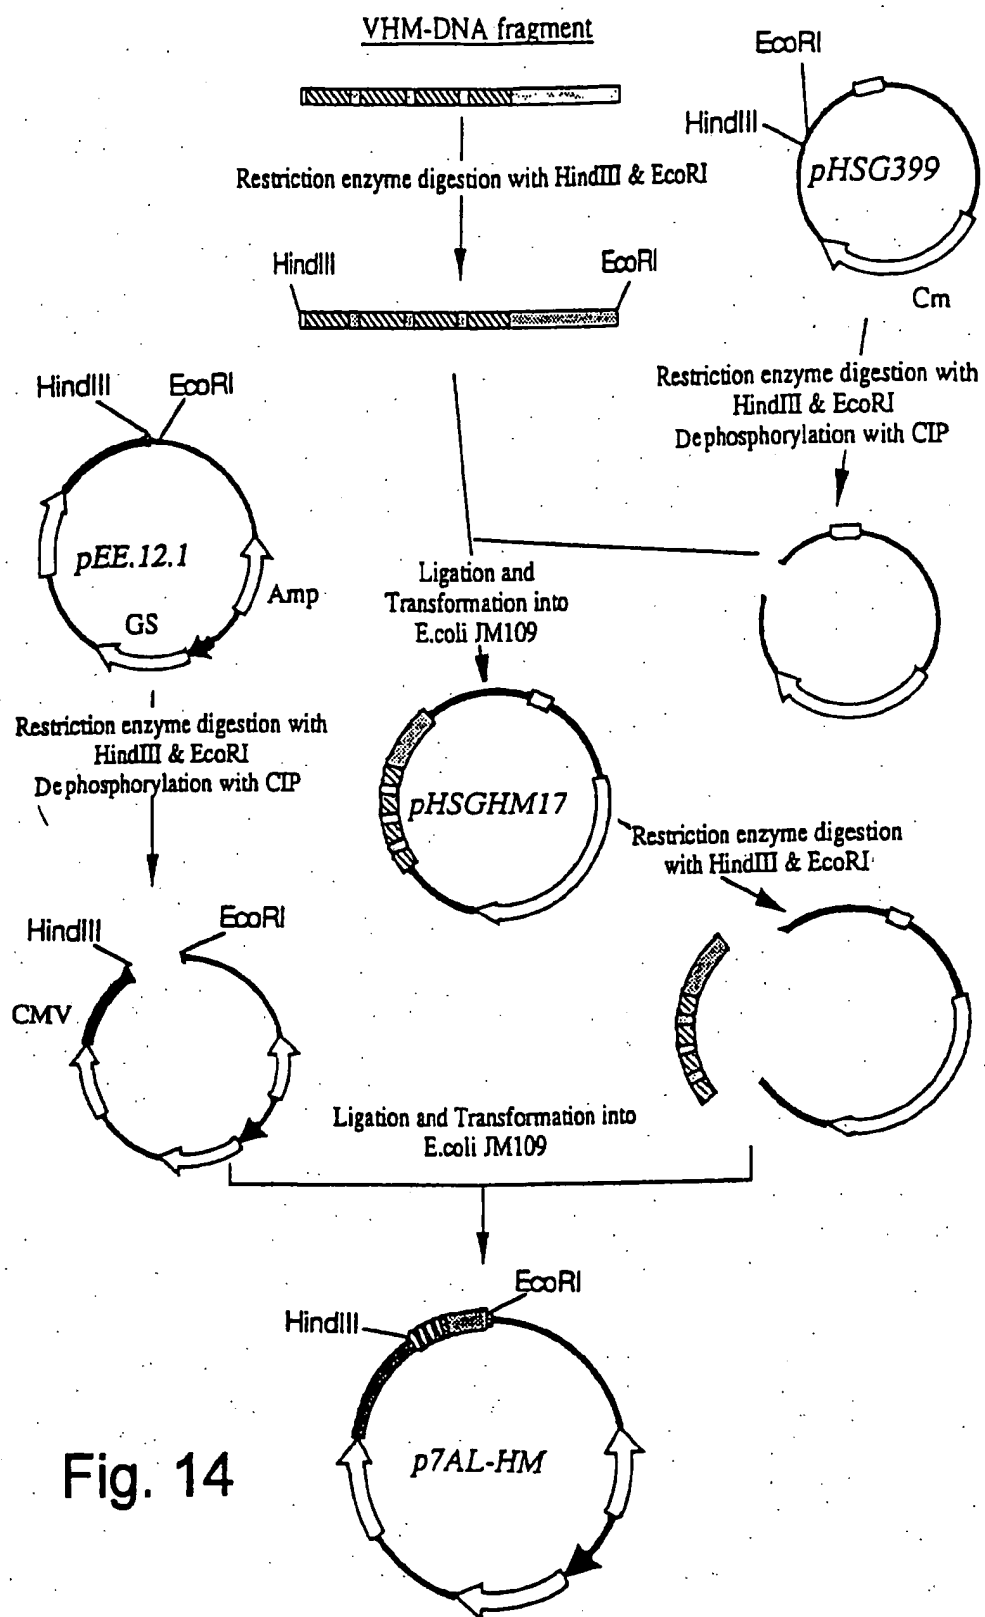 VHM-DNA fragment
EcoRI
HindIII
pHSG399
Cm
Restriction enzyme digestion with HindIII & EcoRI
HindIII
EcoRI
Restriction enzyme digestion with
HindIII & EcoRI
Dephosphorylation with CIP
HindIII
EcoRI
pEE.12.1
Amp
GS
Ligation and
Transformation into
E.coli JM109
Restriction enzyme digestion with
HindIII & EcoRI
Dephosphorylation with CIP
pHSGHM17
Restriction enzyme digestion
with HindIII & EcoRI
HindIII
EcoRI
CMV
Ligation and Transformation into
E.coli JM109
HindIII
EcoRI
p7AL-HM
Fig. 14